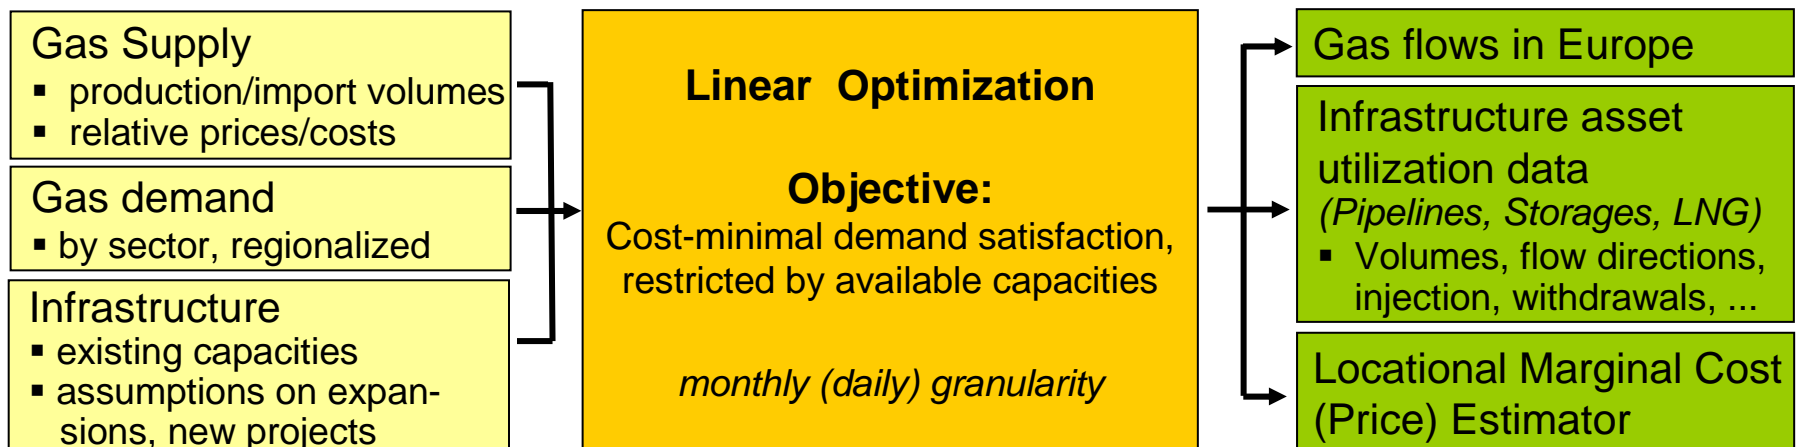 Gas Supply
▪ production/import volumes
▪ relative prices/costs
Gas demand
▪ by sector, regionalized
Infrastructure
▪ existing capacities
▪ assumptions on expan-
sions, new projects
Linear Optimization
Objective:
Cost-minimal demand satisfaction,
restricted by available capacities
monthly (daily) granularity
Gas flows in Europe
Infrastructure asset
utilization data
(Pipelines, Storages, LNG)
▪ Volumes, flow directions,
injection, withdrawals, ...
Locational Marginal Cost
(Price) Estimator